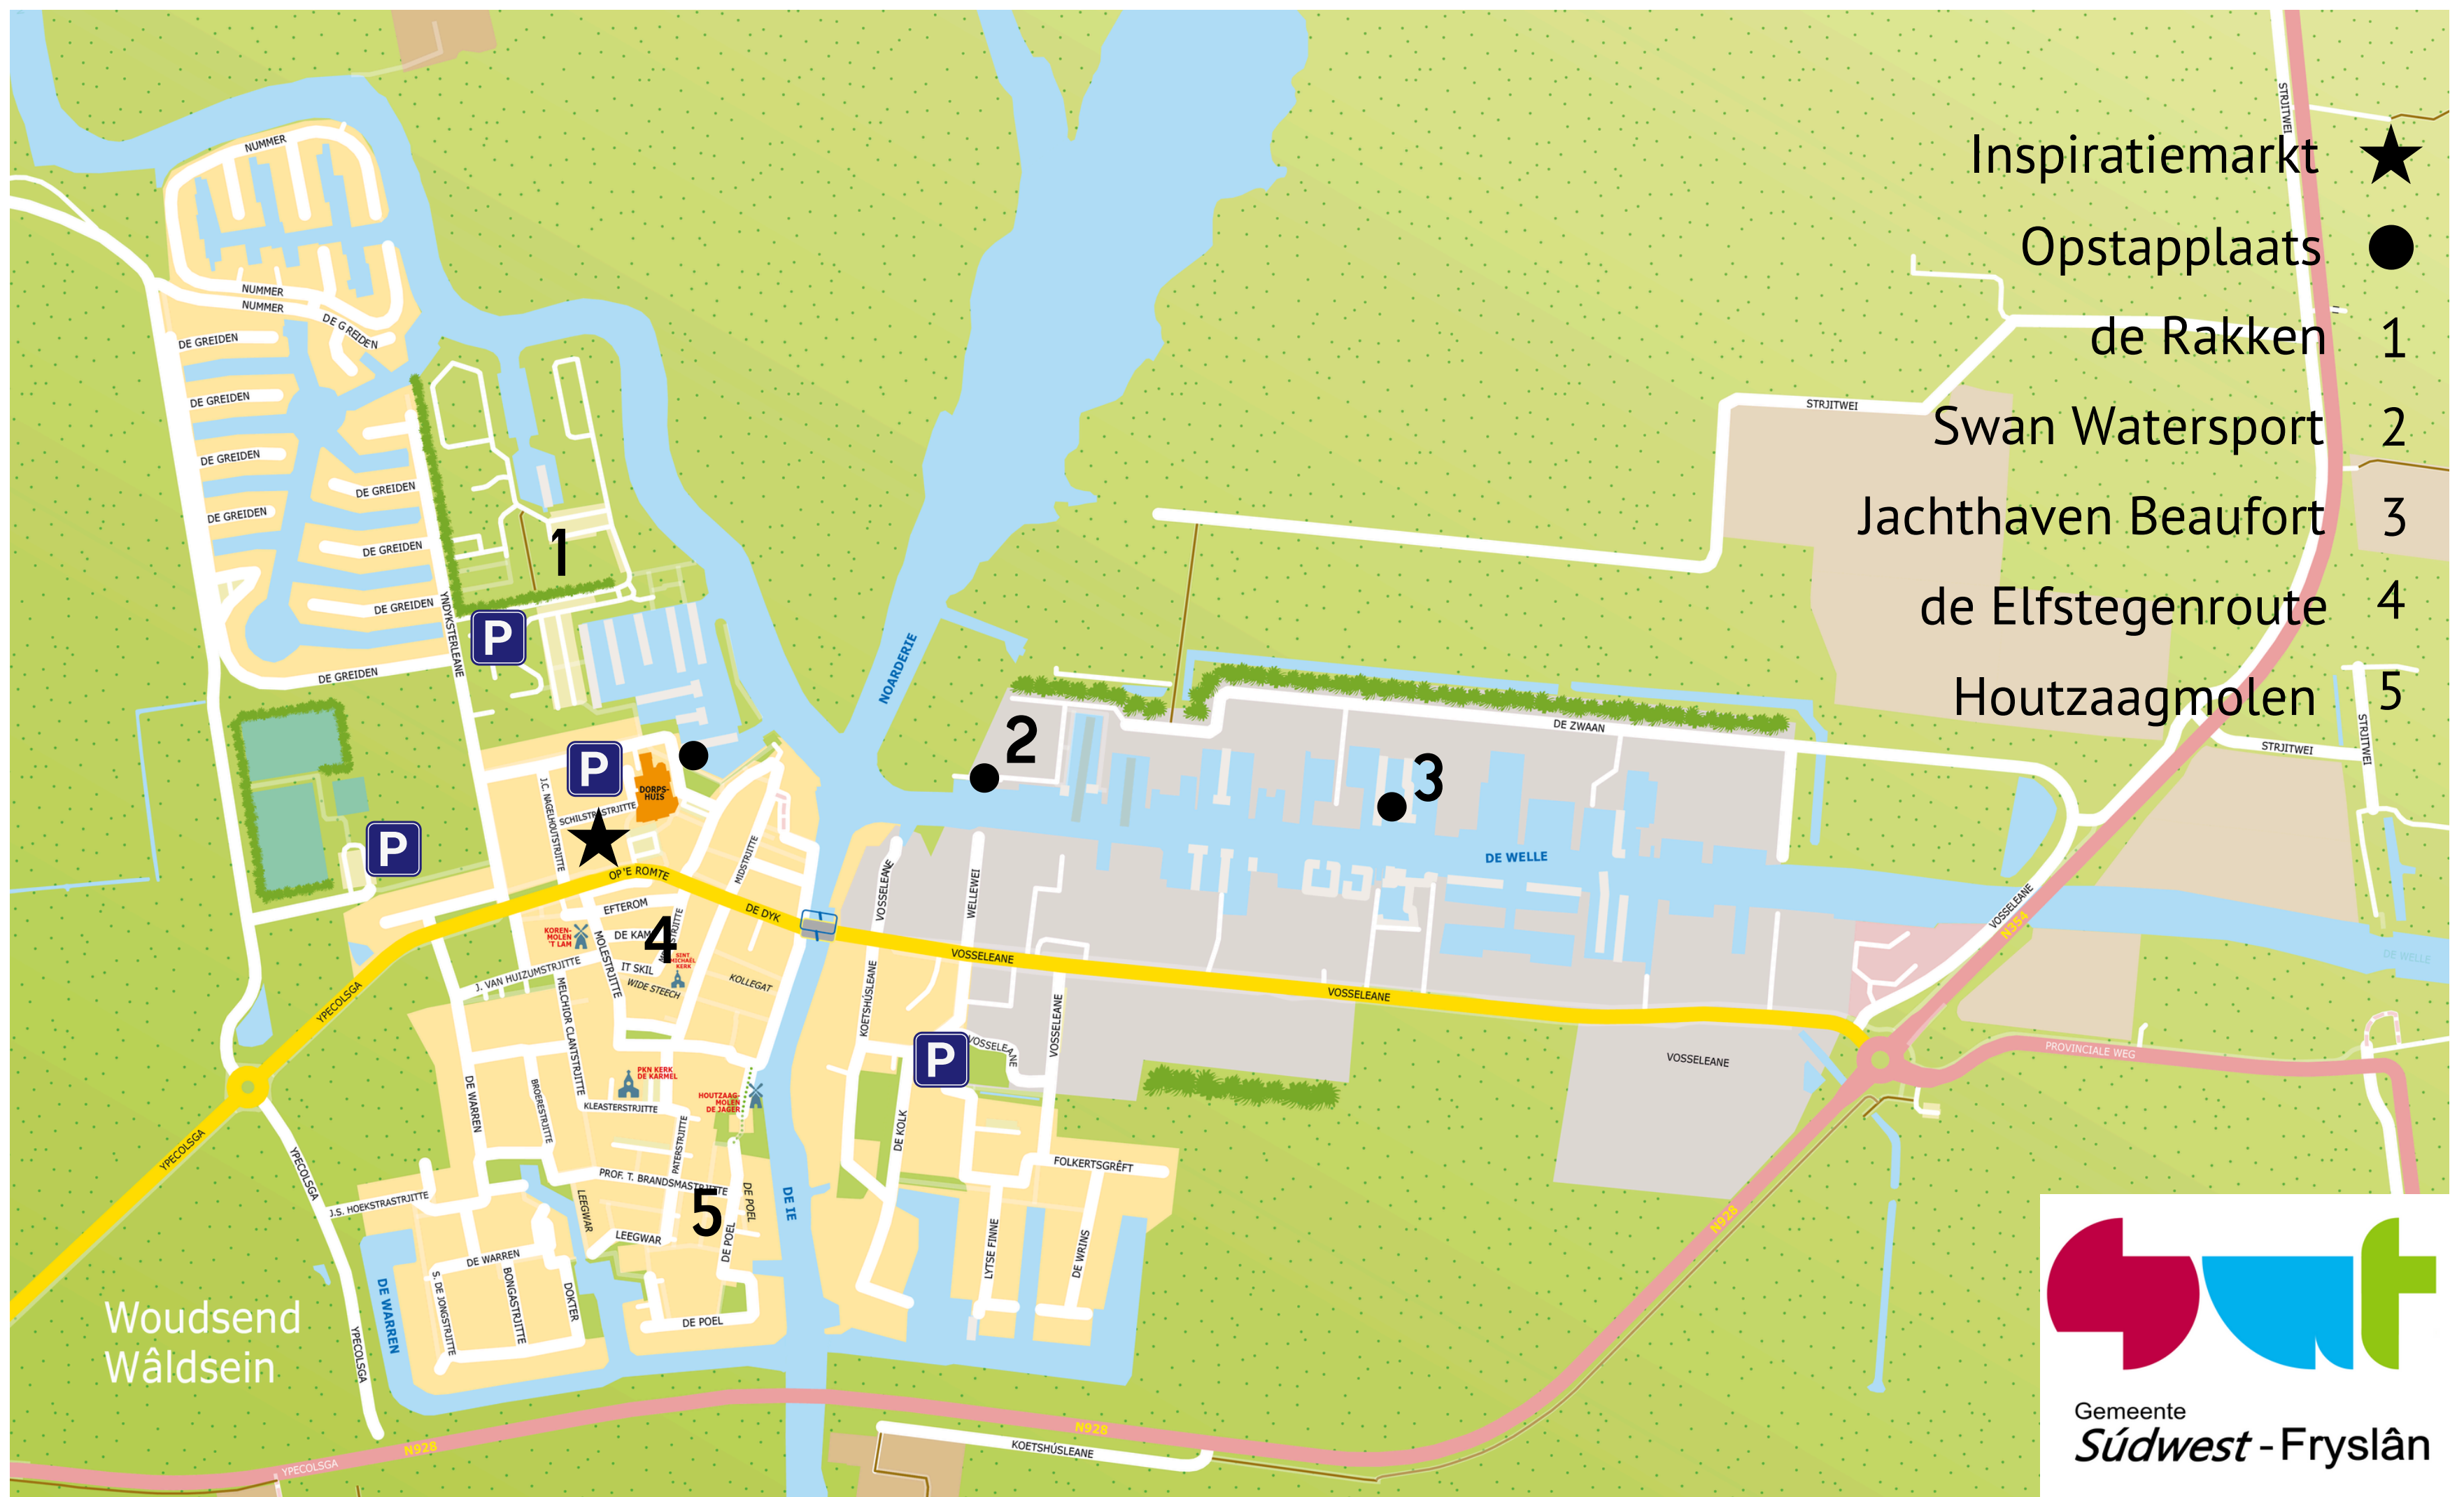 STRJITWEI
Inspiratiemarkt
Opstapplaats
de Rakken 1
Swan Watersport 2
Jachthaven Beaufort 3
de Elfstegenroute 4
Houtzaagmolen 5
NUMMER
NUMMER
NUMMER
DE GREIDEN
DE GREIDEN
DE GREIDEN
DE GREIDEN
DE GREIDEN
DE GREIDEN
DE GREIDEN
DE GREIDEN
DE GREIDEN
YNDYKSTERLEANE
1
P
NOARDERIE
STRJITWEI
STRJITWEI
STRJITWEI
2
3
DE ZWAAN
P
P
DORPS-
HUIS
J.C. NAGELHOUTSTRJITTE
SCHILSTRASTRJITTE
MIDSTRJITTE
OP'E ROMTE
DE DYK
EFTEROM
DE KAMP
4
KOREN-
MOLEN
'T LAM
MOLESTRJITTE
IT SKIL
WIDE STEECH
SINT
MICHAËL
KERK
KOLLEGAT
J. VAN HUIZUMSTRJITTE
MELCHIOR CLANTSTRJITTE
YPECOLSGA
YPECOLSGA
YPECOLSGA
YPECOLSGA
VOSSELEANE
WELLEWEI
DE WELLE
VOSSELEANE
VOSSELEANE
VOSSELEANE
N354
DE WELLE
KOETSHÚSLEANE
VOSSELEANE
VOSSELEANE
VOSSELEANE
PROVINCIALE WEG
P
PKN KERK
DE KARMEL
HOUTZAAG-
MOLEN
DE JAGER
DE WARREN
BROERESTRJITTE
KLEASTERSTRJITTE
PATERSTRJITTE
PROF. T. BRANDSMASTRJITTE
5
DE POEL
DE POEL
DE POEL
DE IE
LEEGWAR
LEEGWAR
J.S. HOEKSTRASTRJITTE
DE WARREN
DE WARREN
S. DE JONGSTRJITTE
BONGASTRJITTE
DOKTER
DE KOLK
FOLKERTSGRÊFT
LYTSE FINNE
DE WRINS
N928
N928
N928
YPECOLSGA
KOETSHÚSLEANE
Woudsend
Wâldsein
Gemeente
Súdwest-Fryslân